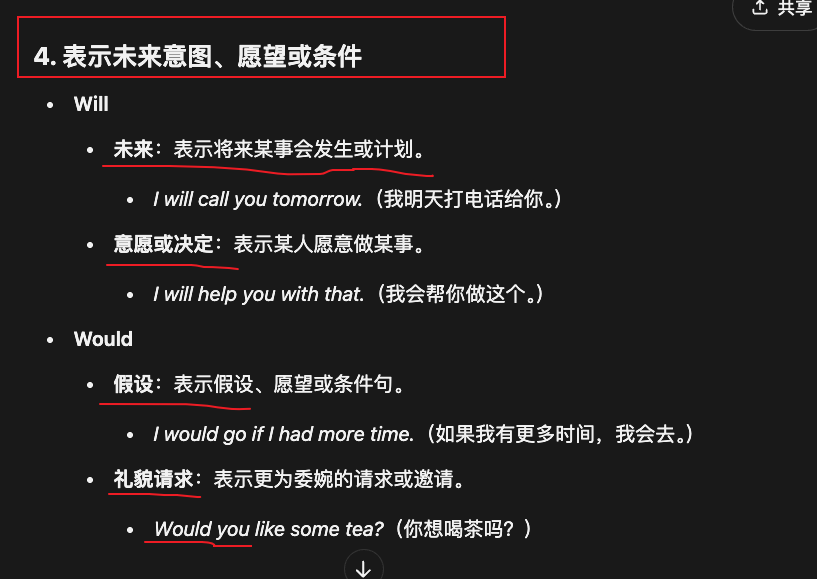 共享
4. 表示未来意图、愿望或条件
• Will
• 未来：表示将来某事会发生或计划。
• I will call you tomorrow.（我明天打电话给你。）
• 意愿或决定：表示某人愿意做某事。
• I will help you with that.（我会帮你做这个。）
• Would
• 假设：表示假设、愿望或条件句。
• I would go if I had more time.（如果我有更多时间，我会去。）
• 礼貌请求：表示更为委婉的请求或邀请。
• Would you like some tea?（你想喝茶吗？）